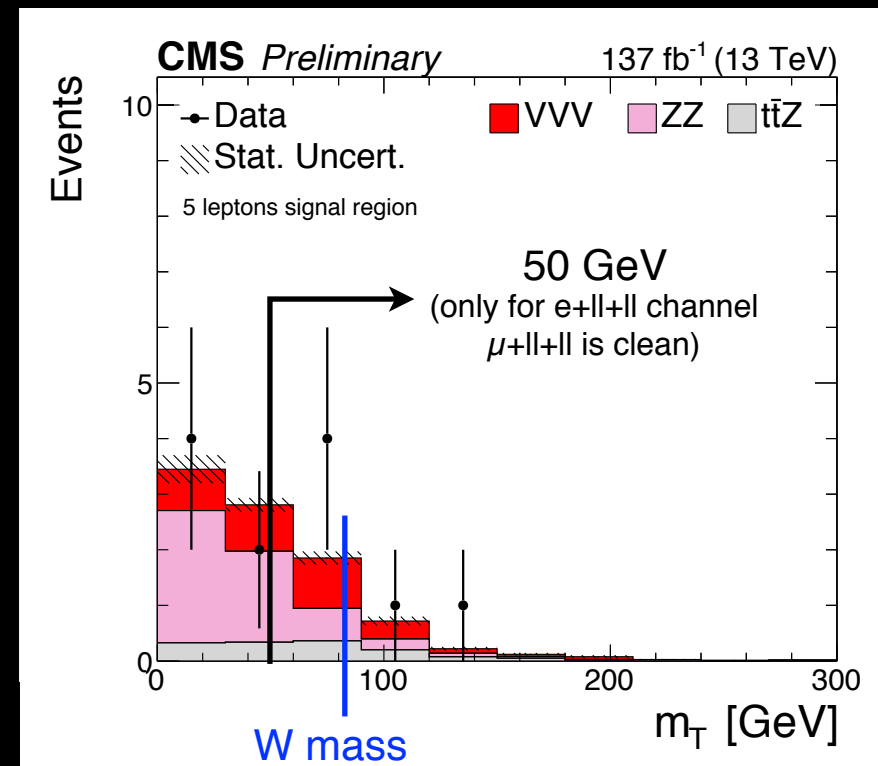 CMS Preliminary 137 fb⁻¹ (13 TeV)
Events
10
5
0
Data
Stat. Uncert.
5 leptons signal region
VVV ZZ tt̄Z
50 GeV
(only for e+ll+ll channel
μ+ll+ll is clean)
0 100 200 300
W mass
m_T [GeV]